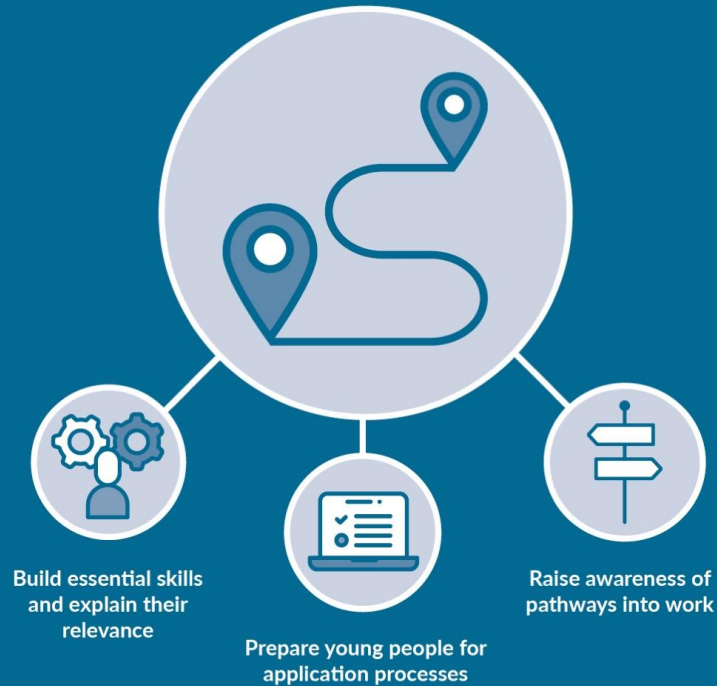 Build essential skills
and explain their
relevance
Prepare young people for
application processes
Raise awareness of
pathways into work